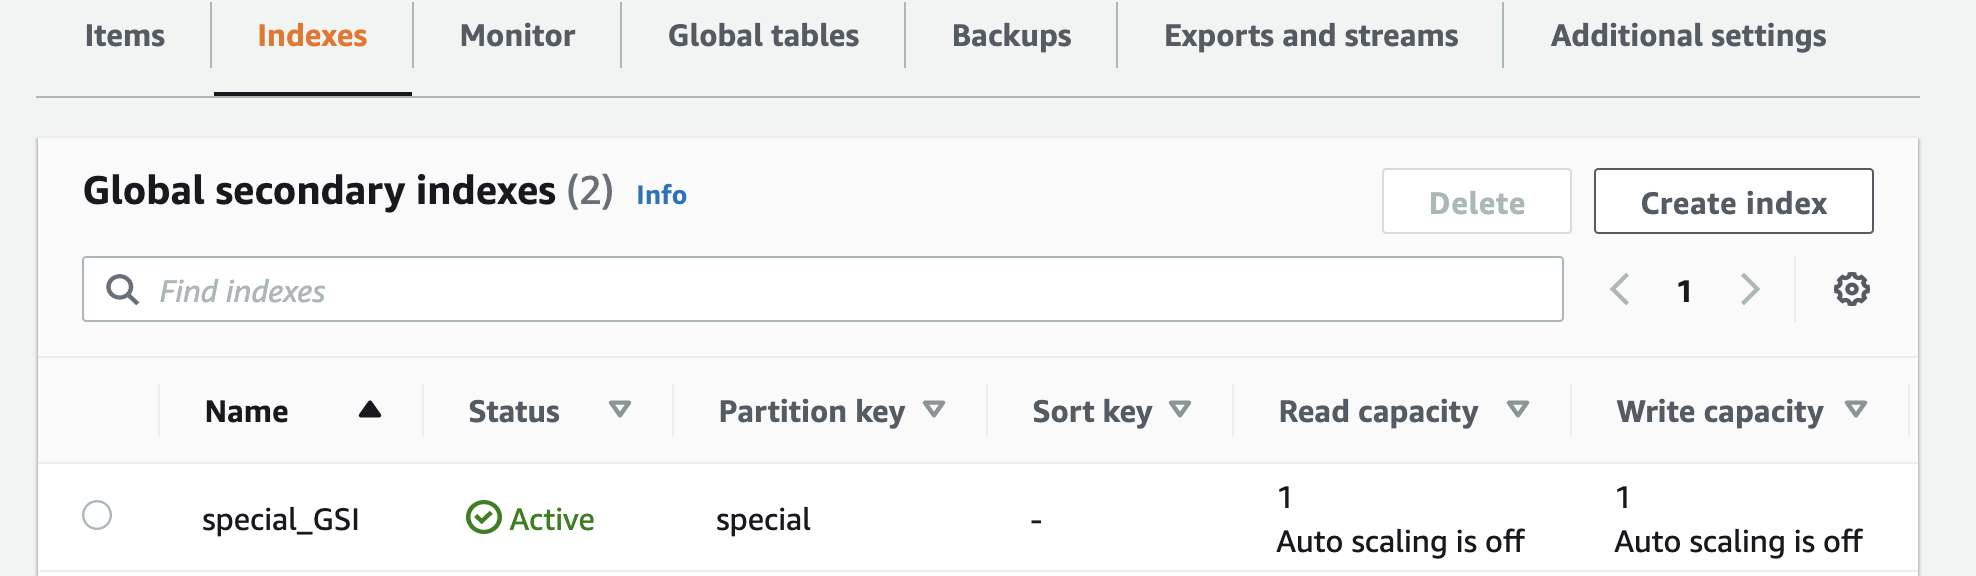 Items Indexes Monitor Global tables Backups Exports and streams Additional settings
Global secondary indexes (2) Info
Delete Create index
Find indexes
1
Name Status Partition key Sort key Read capacity Write capacity
special_GSI Active special - 1 1
Auto scaling is off Auto scaling is off